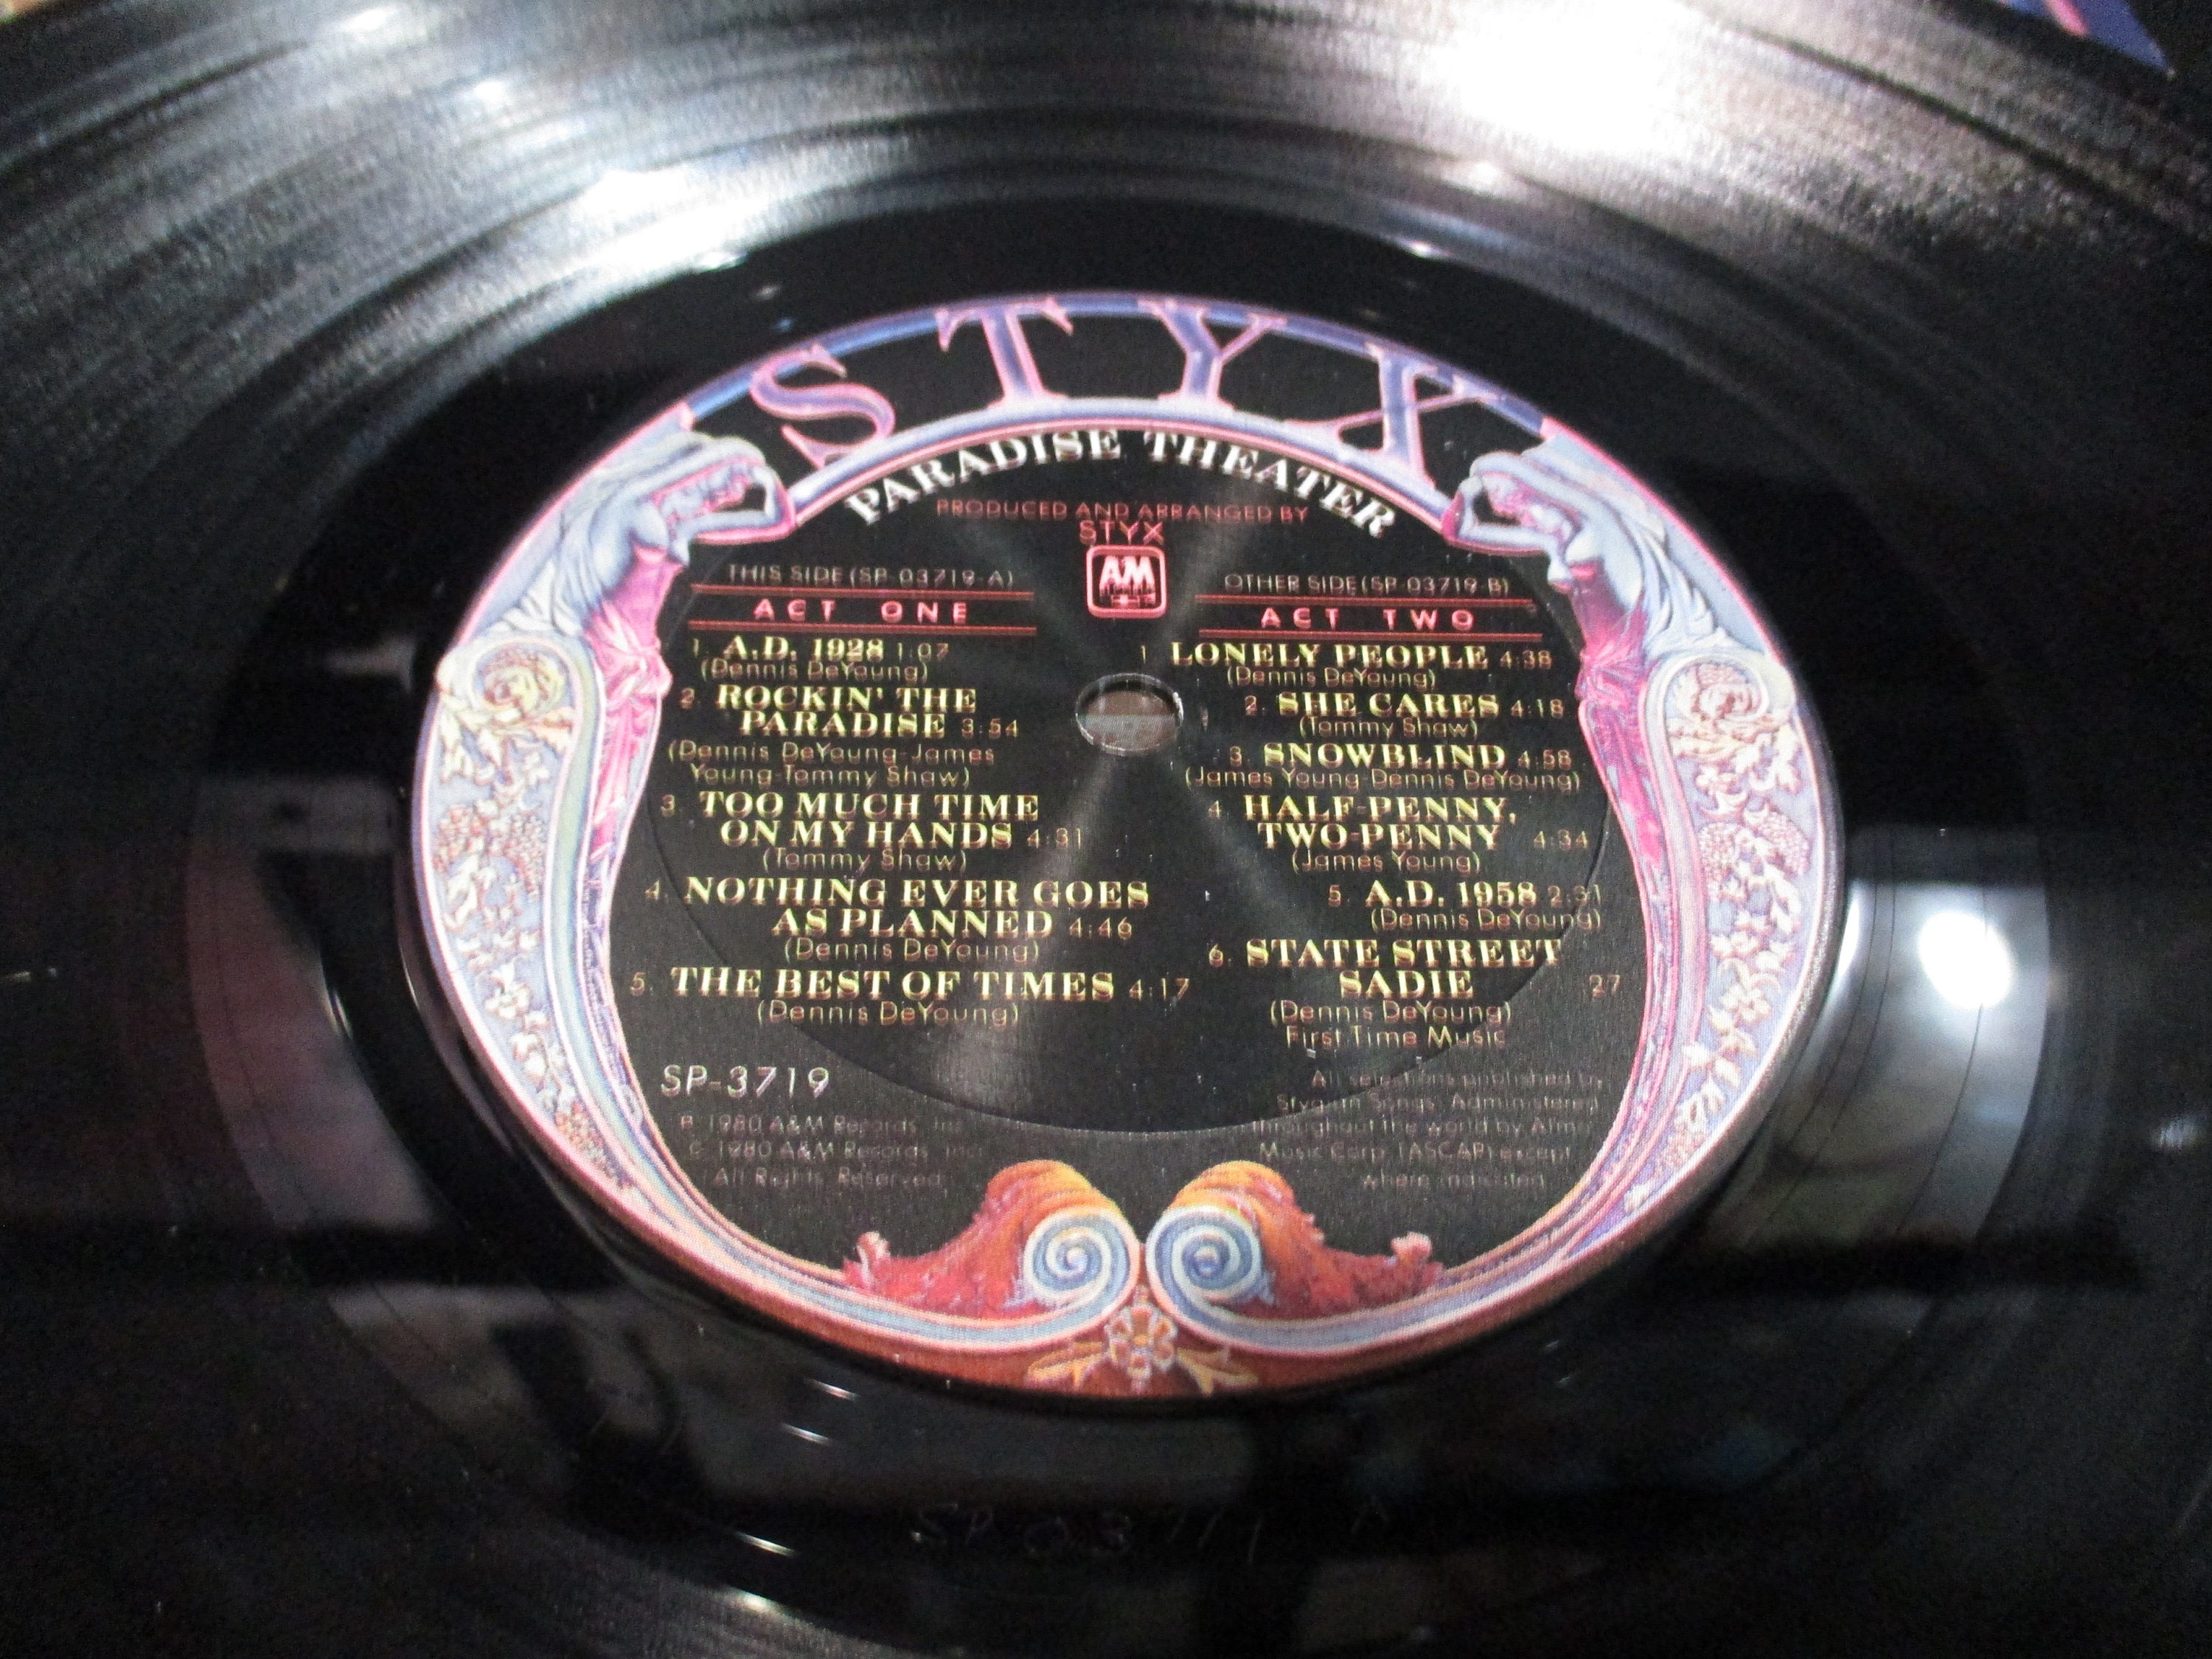 STYX
PARADISE THEATER
PRODUCED AND ARRANGED BY
STYX
A&M
THIS SIDE (SP-03719-A)
ACT ONE
1. A.D. 1928 1:07
(Dennis DeYoung)
2. ROCKIN' THE
PARADISE 3:54
(Dennis DeYoung-James
Young-Tommy Shaw)
3 TOO MUCH TIME
ON MY HANDS 4:31
(Tommy Shaw)
4. NOTHING EVER GOES
AS PLANNED 4:46
(Dennis DeYoung)
5. THE BEST OF TIMES 4:17
(Dennis DeYoung)
SP-3719
℗ 1980 A&M Records, Inc.
© 1980 A&M Records, Inc.
All Rights Reserved
OTHER SIDE (SP-03719-B)
ACT TWO
1 LONELY PEOPLE 4:38
(Dennis DeYoung)
2. SHE CARES 4:18
(Tommy Shaw)
3. SNOWBLIND 4:58
(James Young-Dennis DeYoung)
4 HALF-PENNY,
TWO-PENNY 4:34
(James Young)
5. A.D. 1958 2:31
(Dennis DeYoung)
6. STATE STREET
SADIE 27
(Dennis DeYoung)
First Time Music
All selections published by
Stygian Songs. Administered
throughout the world by Almo
Music Corp. (ASCAP) except
where indicated